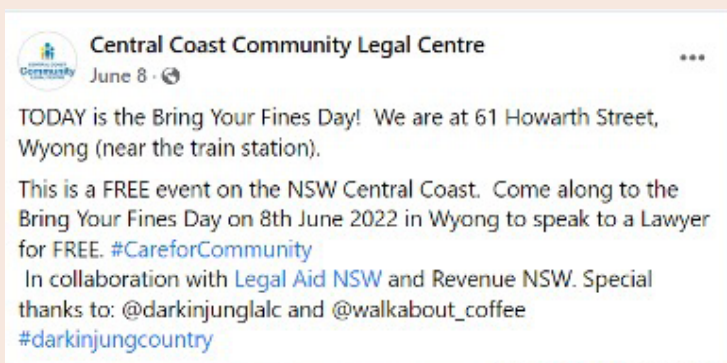 Central Coast Community Legal Centre
Community
June 8 ·
TODAY is the Bring Your Fines Day! We are at 61 Howarth Street,
Wyong (near the train station).
This is a FREE event on the NSW Central Coast. Come along to the
Bring Your Fines Day on 8th June 2022 in Wyong to speak to a Lawyer
for FREE. #CareforCommunity
In collaboration with Legal Aid NSW and Revenue NSW. Special
thanks to: @darkinjunglalc and @walkabout_coffee
#darkinjungcountry